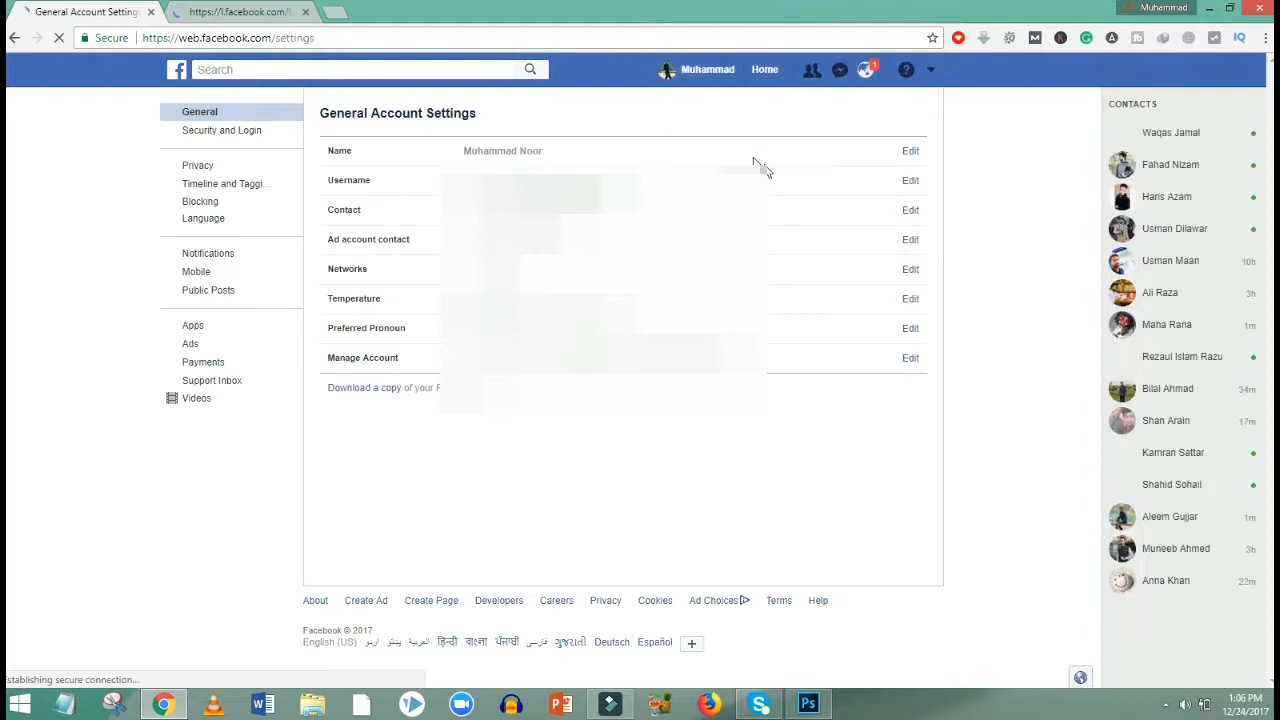 General Account Settings
https://l.facebook.com/l.
Muhammad
Secure
https://web.facebook.com/settings
Search
Muhammad
Home
1
General
Security and Login
Privacy
Timeline and Taggi...
Blocking
Language
Notifications
Mobile
Public Posts
Apps
Ads
Payments
Support Inbox
Videos
General Account Settings
Name Muhammad Noor Edit
Username Edit
Contact Edit
Ad account contact Edit
Networks Edit
Temperature Edit
Preferred Pronoun Edit
Manage Account Edit
Download a copy of your F
About Create Ad Create Page Developers Careers Privacy Cookies Ad Choices Terms Help
Facebook © 2017
English (US) اردو پښتو العربية हिन्दी বাংলা ਪੰਜਾਬੀ فارسی ગુજરાતી Deutsch Español +
CONTACTS
Waqas Jamal
Fahad Nizam
Haris Azam
Usman Dilawar
Usman Maan 10h
Ali Raza 3h
Maha Rana 1m
Rezaul Islam Razu
Bilal Ahmad 34m
Shan Arain 17m
Kamran Sattar
Shahid Sohail
Aleem Gujjar 1m
Muneeb Ahmed 3h
Anna Khan 22m
stablishing secure connection...
1:06 PM
12/24/2017